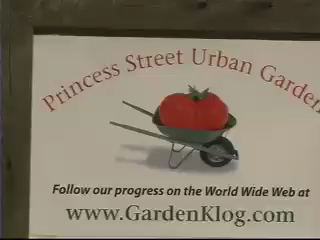 Princess Street Urban Garden
Follow our progress on the World Wide Web at
www.GardenKlog.com